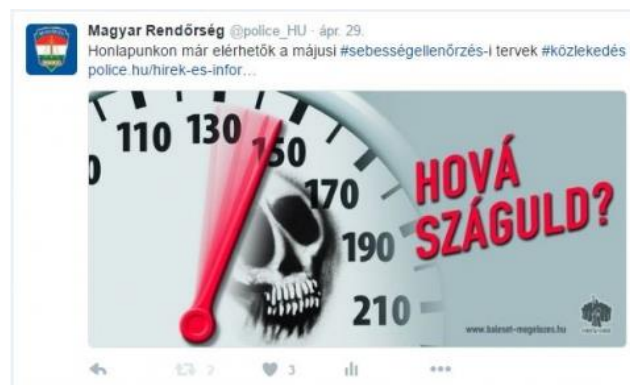 Magyar Rendőrség @police_HU · ápr. 29.
Honlapunkon már elérhetők a májusi #sebességellenőrzés-i tervek #közlekedés
police.hu/hirek-es-infor…
110
130
150
170
190
210
HOVÁ
SZÁGULD?
www.baleset-megelozes.hu
2
3